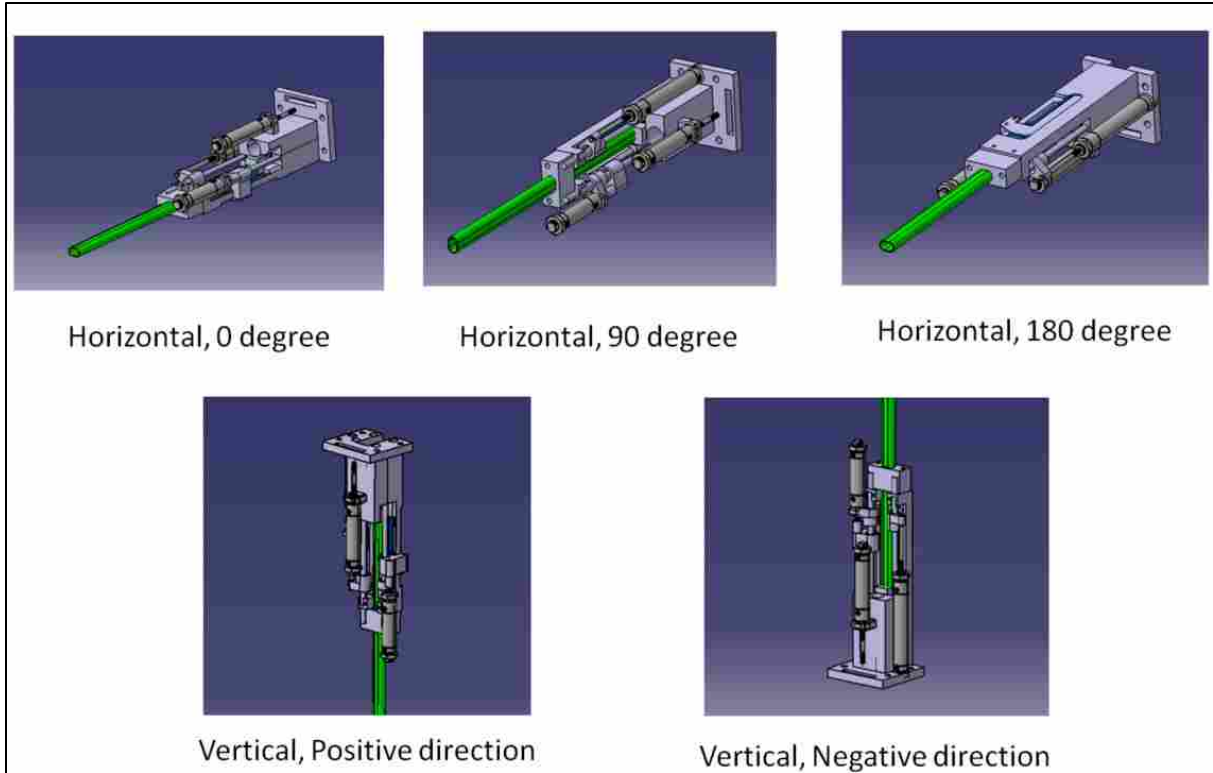 Horizontal, 0 degree
Horizontal, 90 degree
Horizontal, 180 degree
Vertical, Positive direction
Vertical, Negative direction